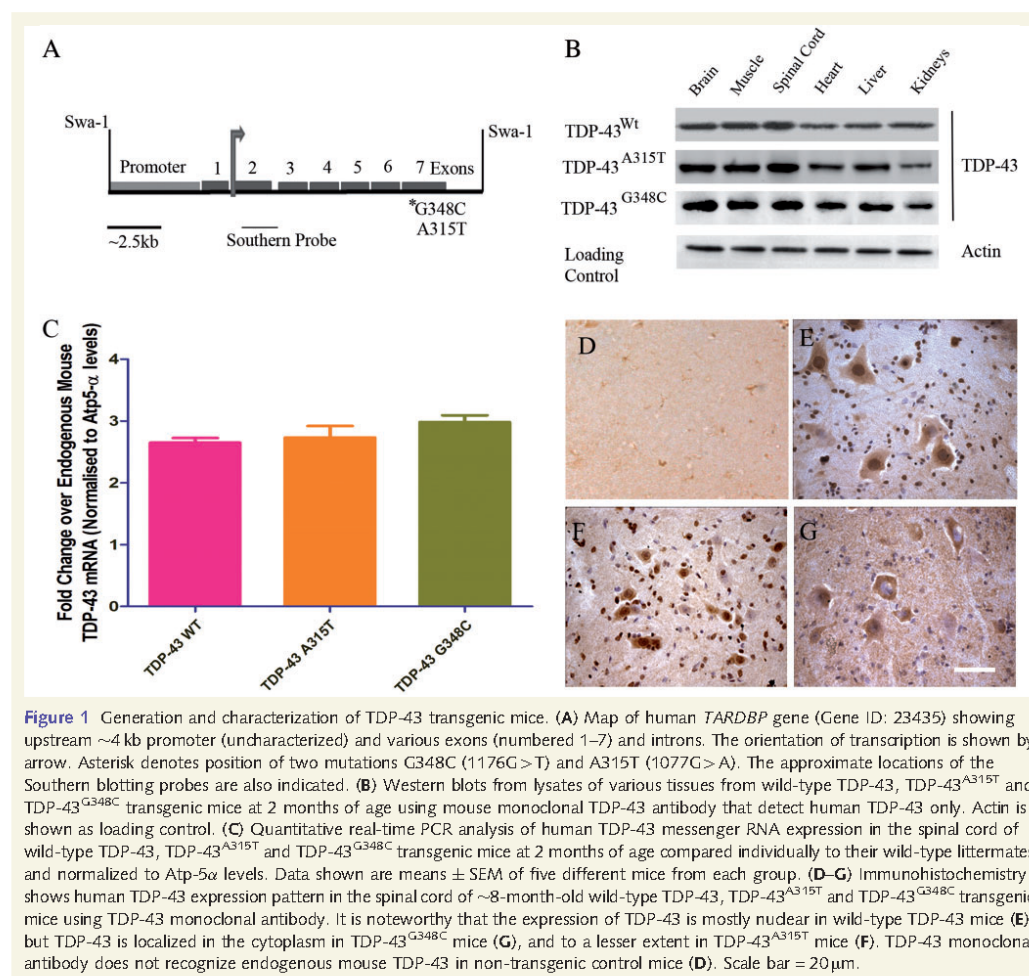 A
Swa-1
Swa-1
Promoter 1 2 3 4 5 6 7 Exons
*G348C
A315T
~2.5kb
Southern Probe
B
Brain Muscle Spinal Cord Heart Liver Kidneys
TDP-43Wt
TDP-43A315T
TDP-43G348C
TDP-43
Loading
Control
Actin
C
Fold Change over Endogenous Mouse
TDP-43 mRNA (Normalised to Atp5-α levels)
4
3
2
1
0
TDP-43 WT
TDP-43 A315T
TDP-43 G348C
D
E
F
G
Figure 1 Generation and characterization of TDP-43 transgenic mice. (A) Map of human TARDBP gene (Gene ID: 23435) showing
upstream ~4 kb promoter (uncharacterized) and various exons (numbered 1–7) and introns. The orientation of transcription is shown by
arrow. Asterisk denotes position of two mutations G348C (1176G>T) and A315T (1077G>A). The approximate locations of the
Southern blotting probes are also indicated. (B) Western blots from lysates of various tissues from wild-type TDP-43, TDP-43A315T and
TDP-43G348C transgenic mice at 2 months of age using mouse monoclonal TDP-43 antibody that detect human TDP-43 only. Actin is
shown as loading control. (C) Quantitative real-time PCR analysis of human TDP-43 messenger RNA expression in the spinal cord of
wild-type TDP-43, TDP-43A315T and TDP-43G348C transgenic mice at 2 months of age compared individually to their wild-type littermates
and normalized to Atp-5α levels. Data shown are means ± SEM of five different mice from each group. (D–G) Immunohistochemistry
shows human TDP-43 expression pattern in the spinal cord of ~8-month-old wild-type TDP-43, TDP-43A315T and TDP-43G348C transgenic
mice using TDP-43 monoclonal antibody. It is noteworthy that the expression of TDP-43 is mostly nuclear in wild-type TDP-43 mice (E)
but TDP-43 is localized in the cytoplasm in TDP-43G348C mice (G), and to a lesser extent in TDP-43A315T mice (F). TDP-43 monoclonal
antibody does not recognize endogenous mouse TDP-43 in non-transgenic control mice (D). Scale bar = 20 μm.